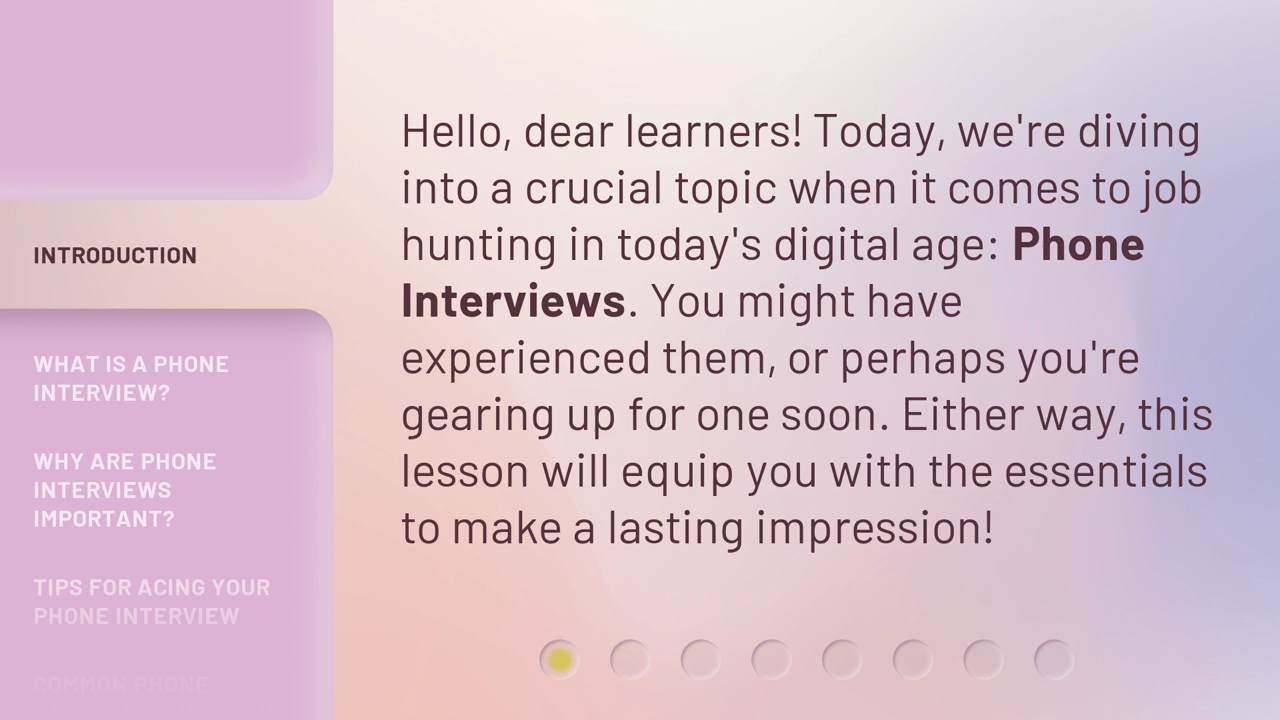 INTRODUCTION
WHAT IS A PHONE
INTERVIEW?
WHY ARE PHONE
INTERVIEWS
IMPORTANT?
TIPS FOR ACING YOUR
PHONE INTERVIEW
COMMON PHONE
Hello, dear learners! Today, we're diving
into a crucial topic when it comes to job
hunting in today's digital age: Phone
Interviews. You might have
experienced them, or perhaps you're
gearing up for one soon. Either way, this
lesson will equip you with the essentials
to make a lasting impression!